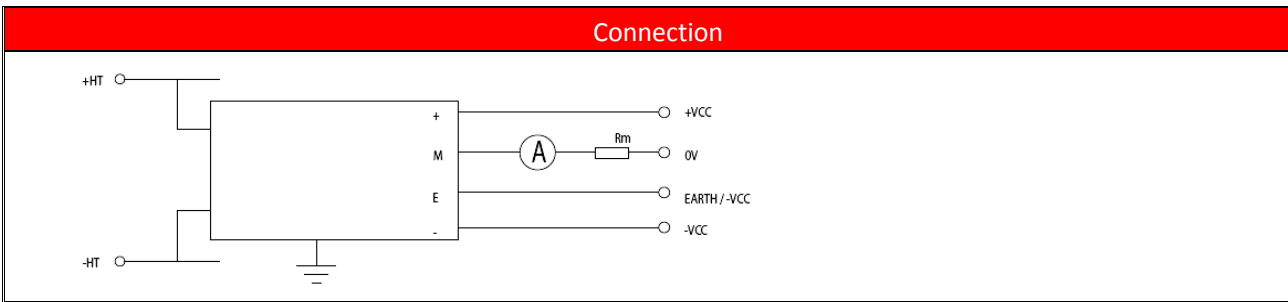 Connection
+HT
+
+VCC
M
A
Rm
0V
E
EARTH / -VCC
-
-VCC
-HT